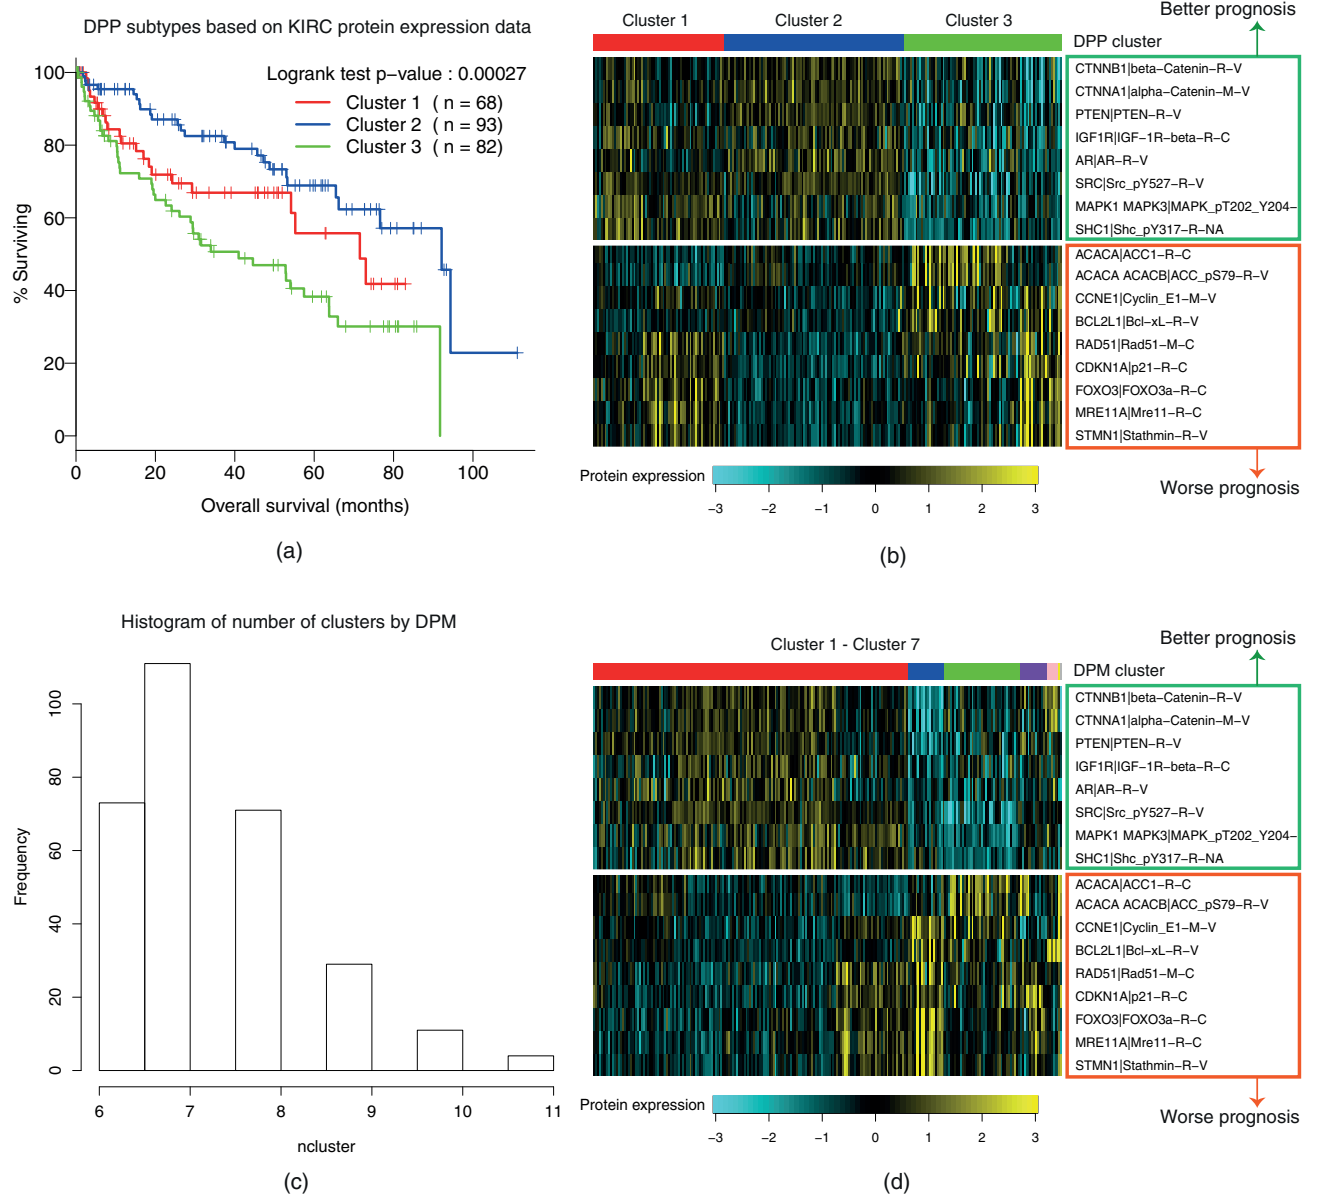 DPP subtypes based on KIRC protein expression data
Logrank test p−value : 0.00027
Cluster 1 ( n = 68)
Cluster 2 ( n = 93)
Cluster 3 ( n = 82)
% Surviving
100
80
60
40
20
0
0 20 40 60 80 100
Overall survival (months)
(a)
Better prognosis
Cluster 1 Cluster 2 Cluster 3
DPP cluster
CTNNB1|beta−Catenin−R−V
CTNNA1|alpha−Catenin−M−V
PTEN|PTEN−R−V
IGF1R|IGF−1R−beta−R−C
AR|AR−R−V
SRC|Src_pY527−R−V
MAPK1 MAPK3|MAPK_pT202_Y204−
SHC1|Shc_pY317−R−NA
ACACA|ACC1−R−C
ACACA ACACB|ACC_pS79−R−V
CCNE1|Cyclin_E1−M−V
BCL2L1|Bcl−xL−R−V
RAD51|Rad51−M−C
CDKN1A|p21−R−C
FOXO3|FOXO3a−R−C
MRE11A|Mre11−R−C
STMN1|Stathmin−R−V
Worse prognosis
Protein expression
−3 −2 −1 0 1 2 3
(b)
Histogram of number of clusters by DPM
Frequency
100
80
60
40
20
0
6 7 8 9 10 11
ncluster
(c)
Better prognosis
Cluster 1 - Cluster 7
DPM cluster
CTNNB1|beta−Catenin−R−V
CTNNA1|alpha−Catenin−M−V
PTEN|PTEN−R−V
IGF1R|IGF−1R−beta−R−C
AR|AR−R−V
SRC|Src_pY527−R−V
MAPK1 MAPK3|MAPK_pT202_Y204−
SHC1|Shc_pY317−R−NA
ACACA|ACC1−R−C
ACACA ACACB|ACC_pS79−R−V
CCNE1|Cyclin_E1−M−V
BCL2L1|Bcl−xL−R−V
RAD51|Rad51−M−C
CDKN1A|p21−R−C
FOXO3|FOXO3a−R−C
MRE11A|Mre11−R−C
STMN1|Stathmin−R−V
Worse prognosis
Protein expression
−3 −2 −1 0 1 2 3
(d)